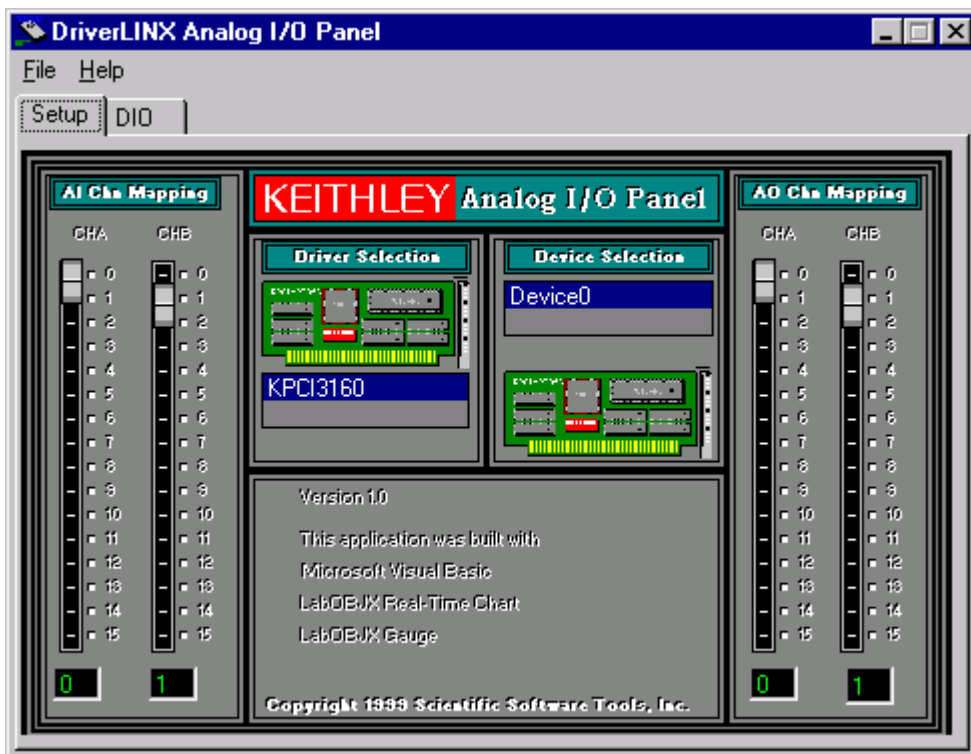 DriverLINX Analog I/O Panel
File Help
Setup DIO
AI Chn Mapping
CHA CHB
0 0
1 1
2 2
3 3
4 4
5 5
6 6
7 7
8 8
9 9
10 10
11 11
12 12
13 13
14 14
15 15
0 1
KEITHLEY Analog I/O Panel
Driver Selection
KPCI3160
Device Selection
Device0
Version 1.0
This application was built with
Microsoft Visual Basic
LabOBJX Real-Time Chart
LabOBJX Gauge
Copyright 1999 Scientific Software Tools, Inc.
AO Chn Mapping
CHA CHB
0 0
1 1
2 2
3 3
4 4
5 5
6 6
7 7
8 8
9 9
10 10
11 11
12 12
13 13
14 14
15 15
0 1